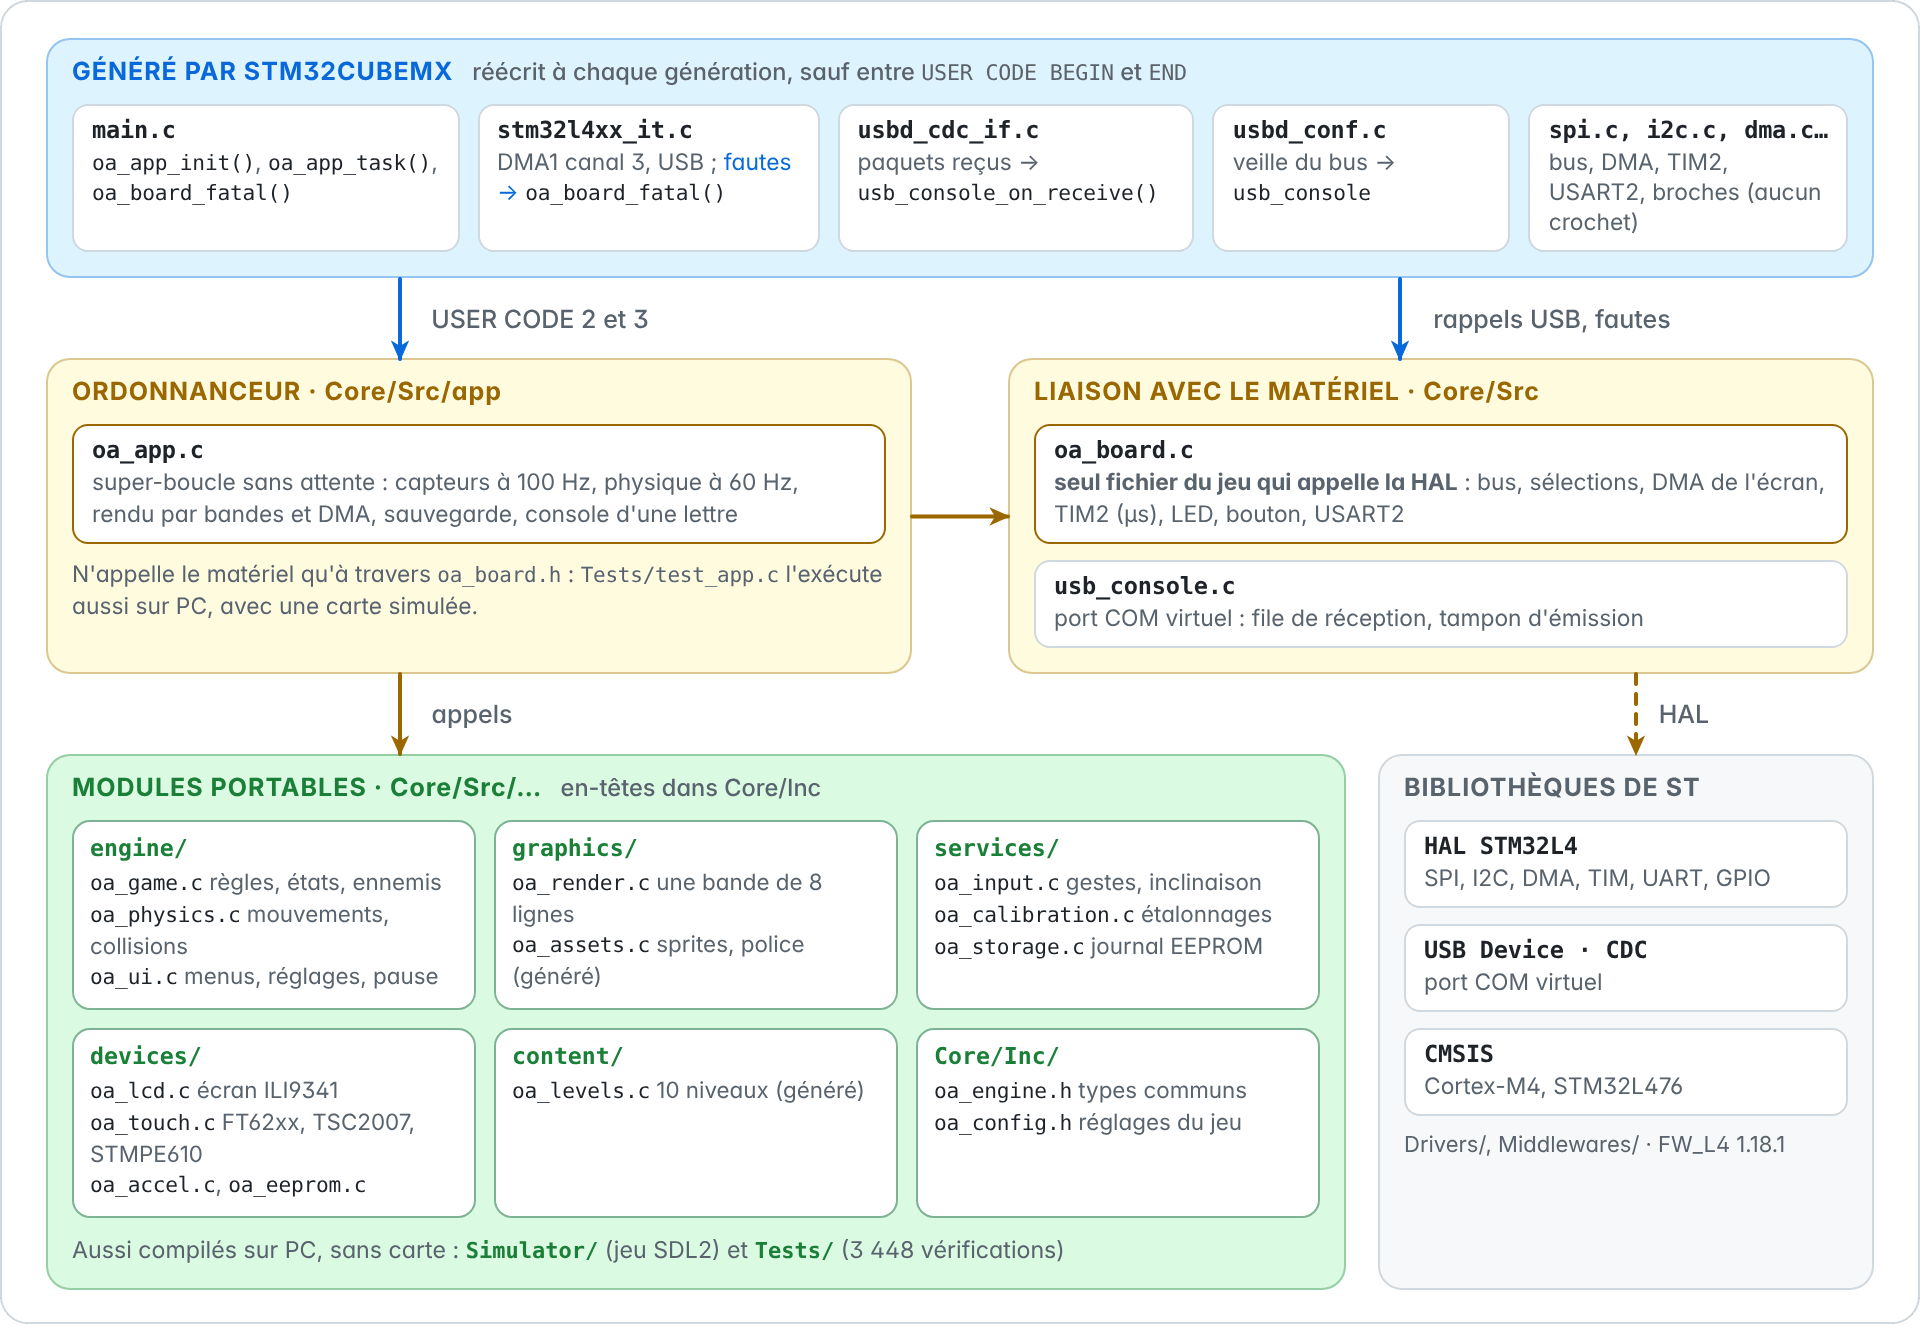 GÉNÉRÉ PAR STM32CUBEMX réécrit à chaque génération, sauf entre USER CODE BEGIN et END
main.c
oa_app_init(), oa_app_task(),
oa_board_fatal()
stm32l4xx_it.c
DMA1 canal 3, USB ; fautes
→ oa_board_fatal()
usbd_cdc_if.c
paquets reçus →
usb_console_on_receive()
usbd_conf.c
veille du bus →
usb_console
spi.c, i2c.c, dma.c…
bus, DMA, TIM2,
USART2, broches (aucun
crochet)
USER CODE 2 et 3
rappels USB, fautes
ORDONNANCEUR · Core/Src/app
oa_app.c
super-boucle sans attente : capteurs à 100 Hz, physique à 60 Hz,
rendu par bandes et DMA, sauvegarde, console d'une lettre
N'appelle le matériel qu'à travers oa_board.h : Tests/test_app.c l'exécute
aussi sur PC, avec une carte simulée.
LIAISON AVEC LE MATÉRIEL · Core/Src
oa_board.c
seul fichier du jeu qui appelle la HAL : bus, sélections, DMA de l'écran,
TIM2 (µs), LED, bouton, USART2
usb_console.c
port COM virtuel : file de réception, tampon d'émission
appels
HAL
MODULES PORTABLES · Core/Src/… en-têtes dans Core/Inc
engine/
oa_game.c règles, états, ennemis
oa_physics.c mouvements,
collisions
oa_ui.c menus, réglages, pause
graphics/
oa_render.c une bande de 8
lignes
oa_assets.c sprites, police
(généré)
services/
oa_input.c gestes, inclinaison
oa_calibration.c étalonnages
oa_storage.c journal EEPROM
devices/
oa_lcd.c écran ILI9341
oa_touch.c FT62xx, TSC2007,
STMPE610
oa_accel.c, oa_eeprom.c
content/
oa_levels.c 10 niveaux (généré)
Core/Inc/
oa_engine.h types communs
oa_config.h réglages du jeu
Aussi compilés sur PC, sans carte : Simulator/ (jeu SDL2) et Tests/ (3 448 vérifications)
BIBLIOTHÈQUES DE ST
HAL STM32L4
SPI, I2C, DMA, TIM, UART, GPIO
USB Device · CDC
port COM virtuel
CMSIS
Cortex-M4, STM32L476
Drivers/, Middlewares/ · FW_L4 1.18.1